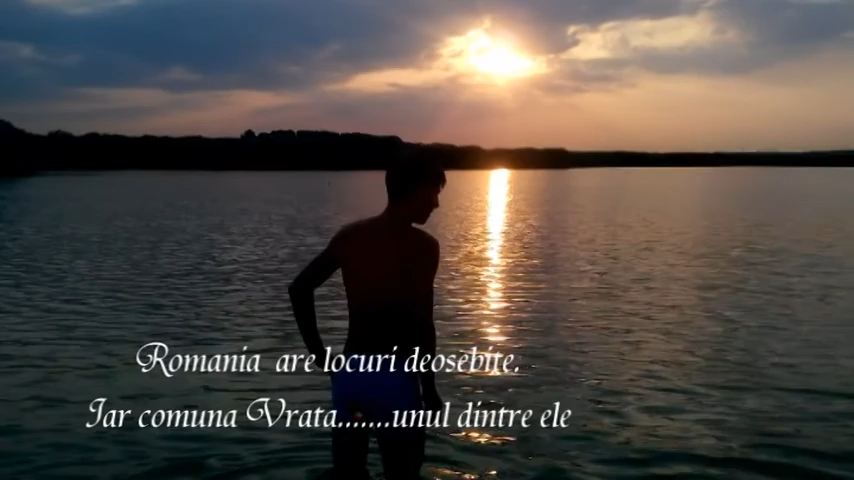 Romania are locuri deosebite.
Iar comuna Vrata.......unul dintre ele